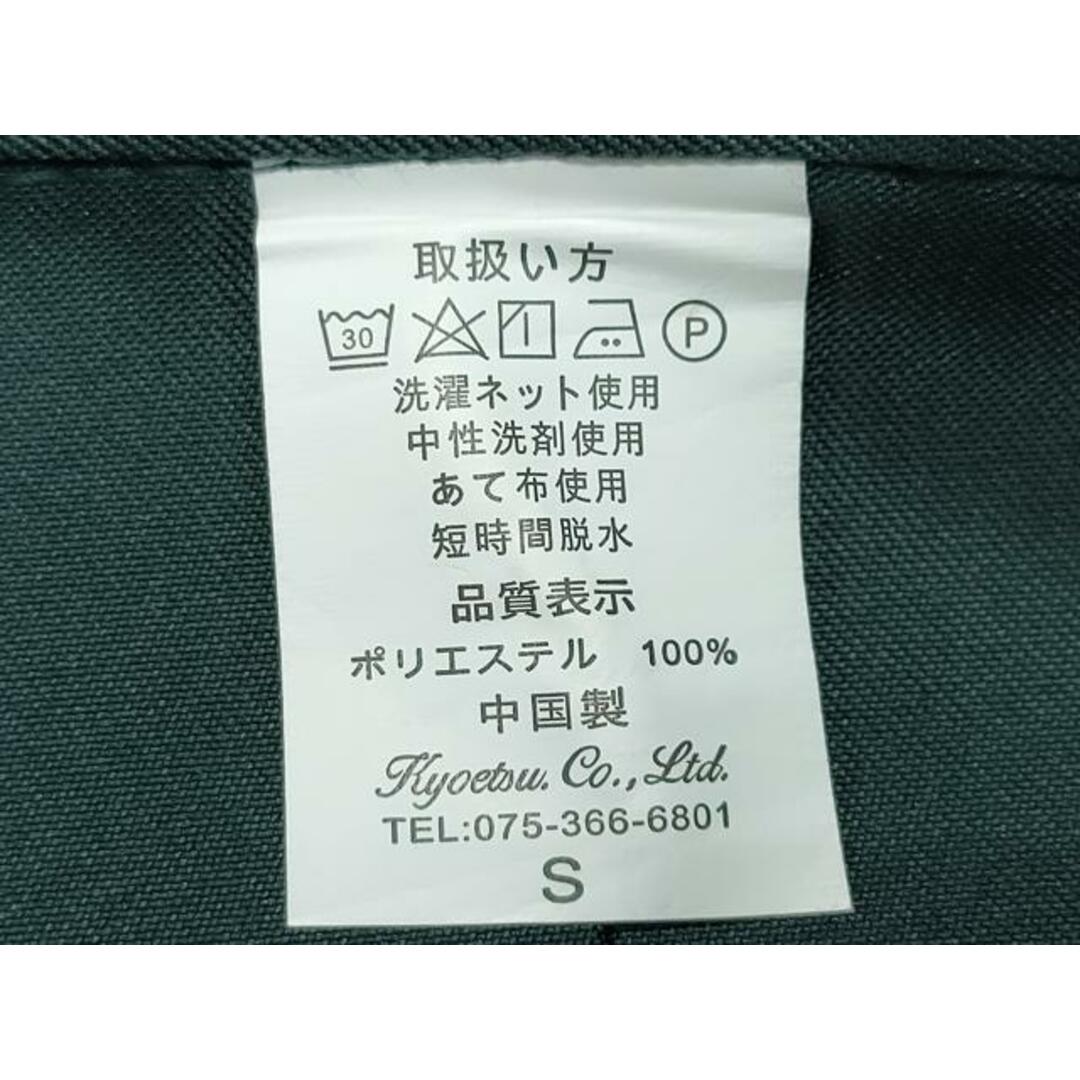 取扱い方
30 P
洗濯ネット使用
中性洗剤使用
あて布使用
短時間脱水
品質表示
ポリエステル 100%
中国製
Kyoetsu. Co., Ltd.
TEL:075-366-6801
S